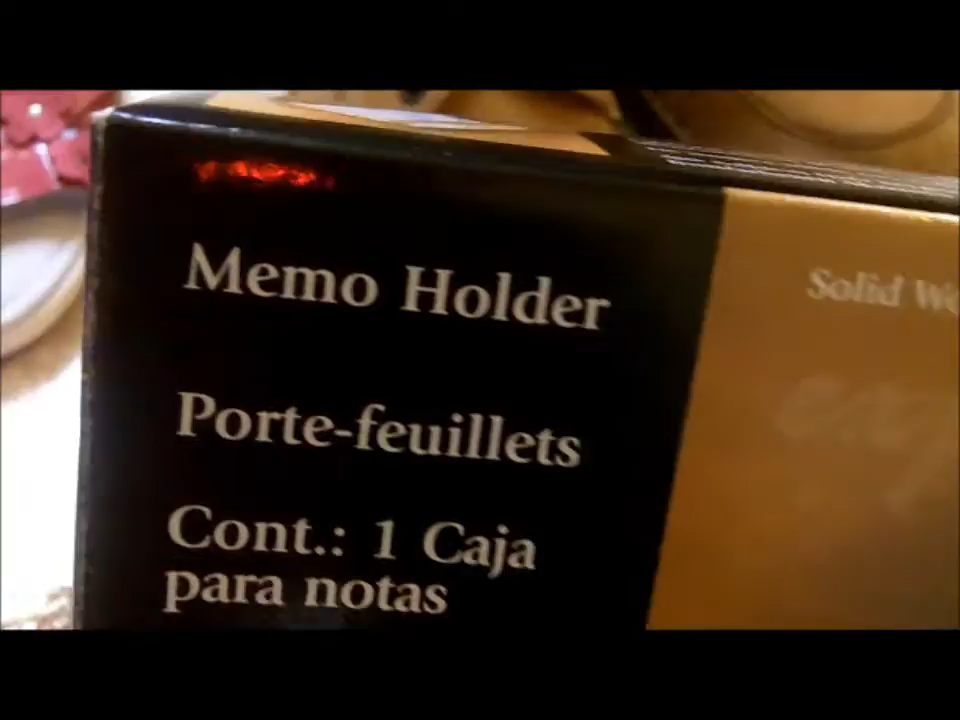 Memo Holder
Solid
Porte-feuillets
Cont.: 1 Caja
para notas